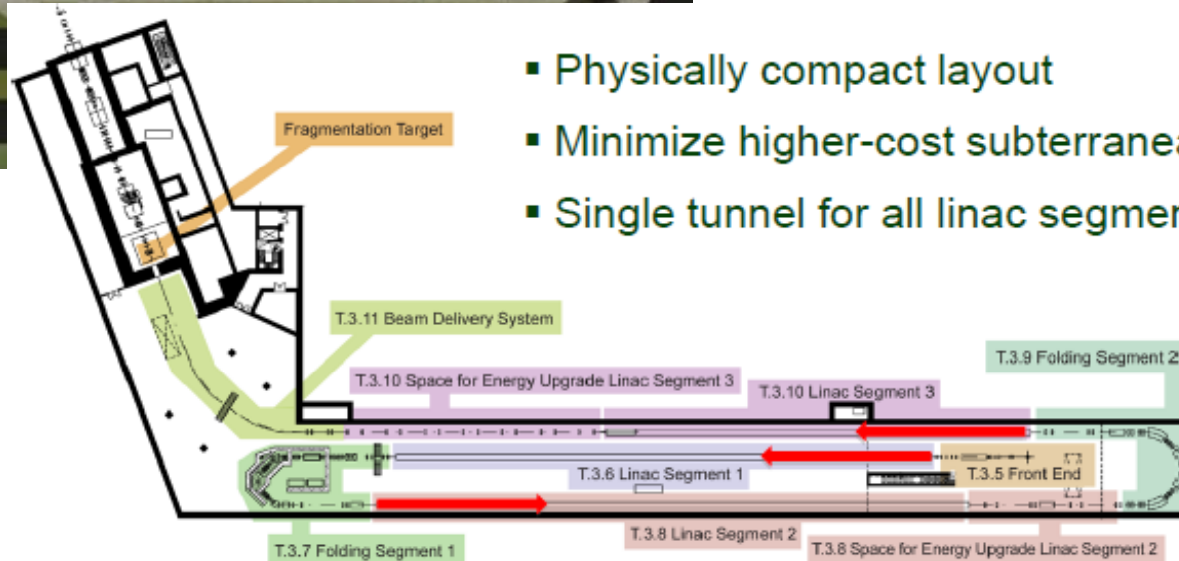 ▪ Physically compact layout
▪ Minimize higher-cost subterranea
▪ Single tunnel for all linac segmen
Fragmentation Target
T.3.11 Beam Delivery System
T.3.9 Folding Segment 2
T.3.10 Space for Energy Upgrade Linac Segment 3
T.3.10 Linac Segment 3
T.3.6 Linac Segment 1
T.3.5 Front End
T.3.8 Linac Segment 2
T.3.7 Folding Segment 1
T.3.8 Space for Energy Upgrade Linac Segment 2